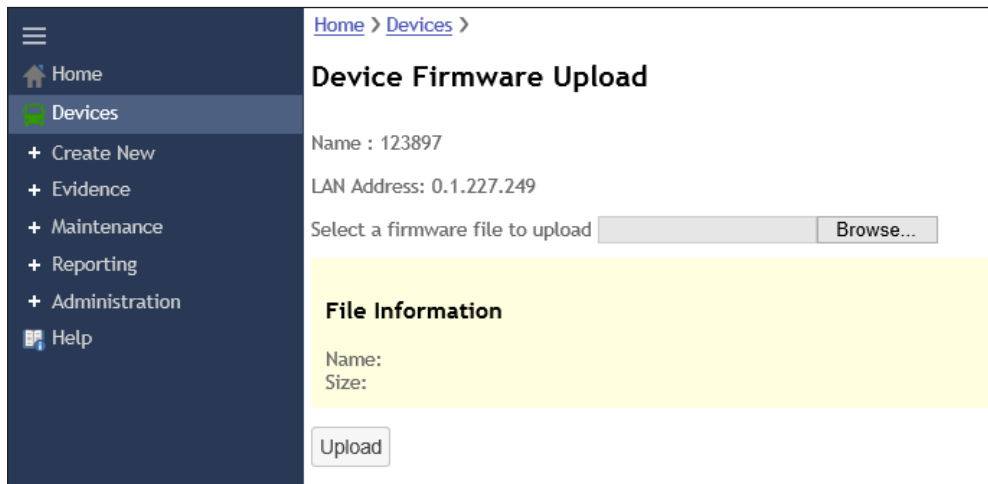 Home
Devices
+ Create New
+ Evidence
+ Maintenance
+ Reporting
+ Administration
Help
Home > Devices >
Device Firmware Upload
Name : 123897
LAN Address: 0.1.227.249
Select a firmware file to upload Browse...
File Information
Name:
Size:
Upload